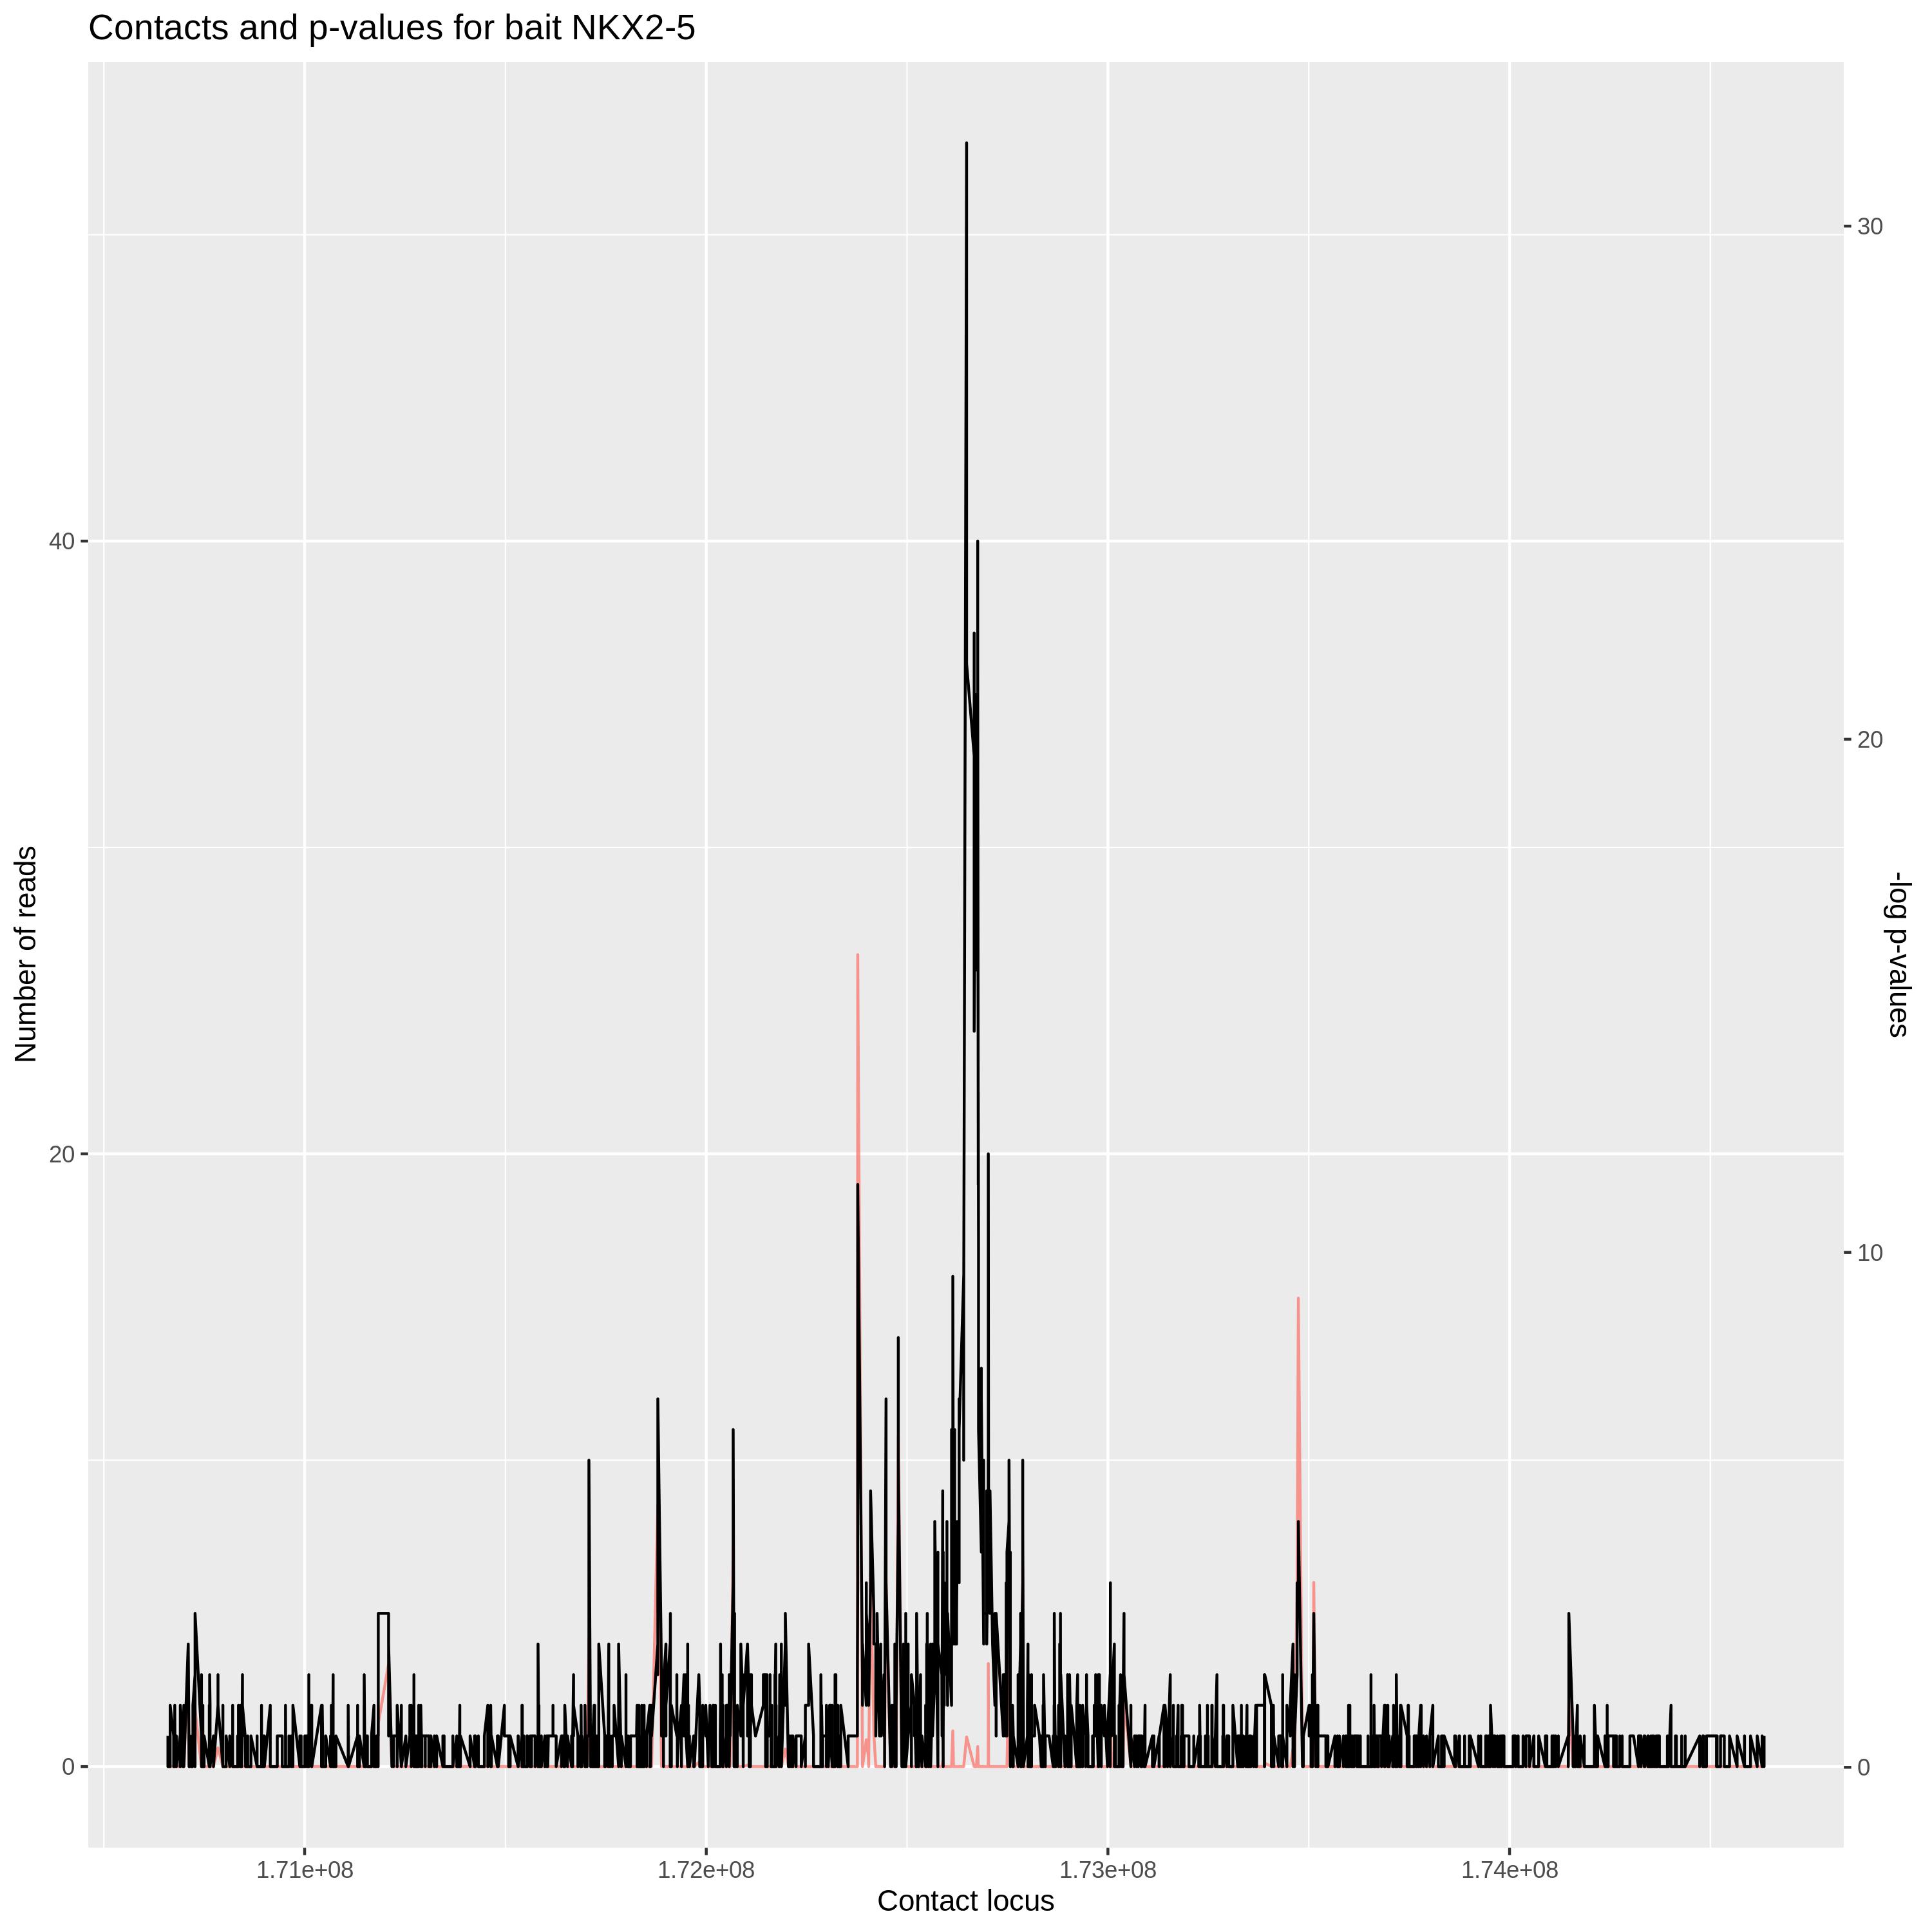 Contacts and p-values for bait NKX2-5
Number of reads
40
20
0
30
20
10
0
-log p-values
1.71e+08 1.72e+08 1.73e+08 1.74e+08
Contact locus